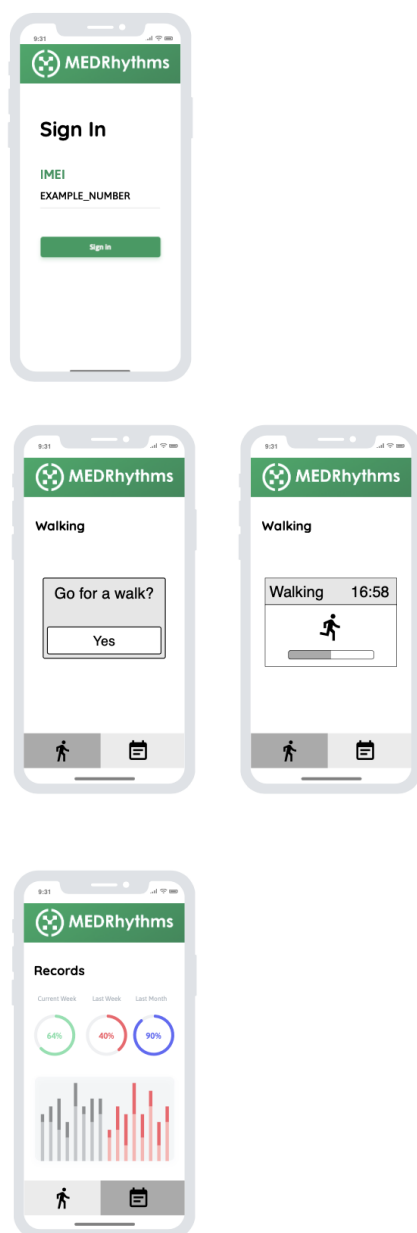 9:31
MEDRhythms
Sign In
IMEI
EXAMPLE_NUMBER
Sign in
9:31
MEDRhythms
Walking
Go for a walk?
Yes
9:31
MEDRhythms
Walking
Walking 16:58
9:31
MEDRhythms
Records
Current Week Last Week Last Month
64% 40% 90%